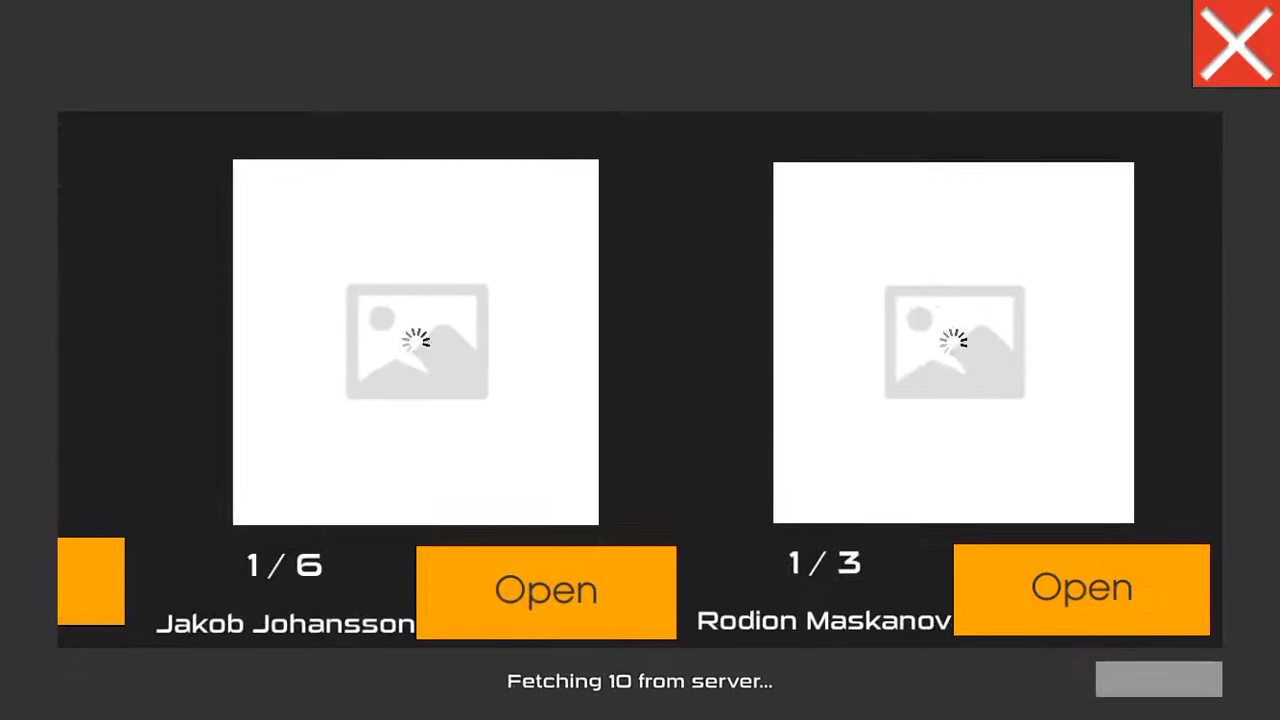 1 / 6
Open
Jakob Johansson
1 / 3
Open
Rodion Maskanov
Fetching 10 from server...